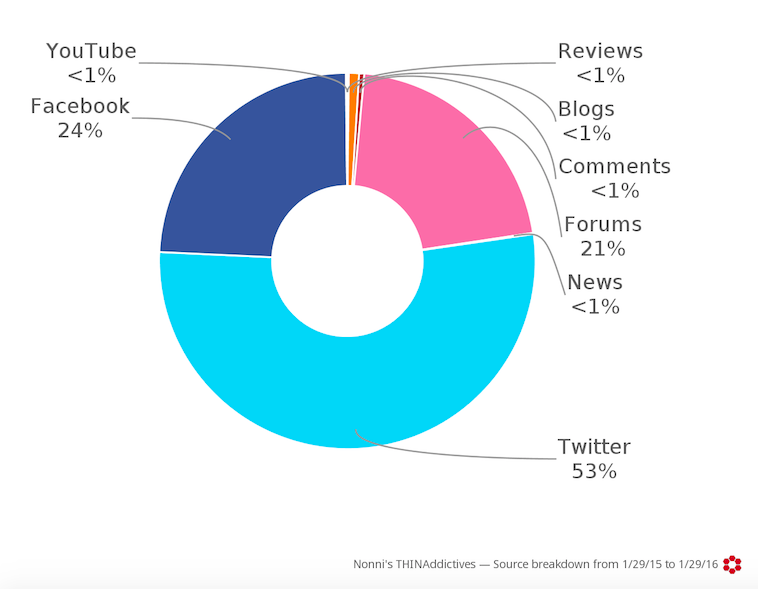 YouTube
<1%
Facebook
24%
Reviews
<1%
Blogs
<1%
Comments
<1%
Forums
21%
News
<1%
Twitter
53%
Nonni's THINAddictives — Source breakdown from 1/29/15 to 1/29/16